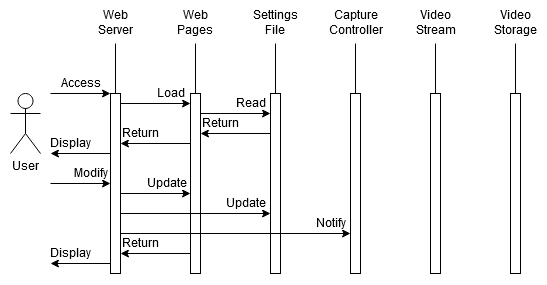 Web
Server
Web
Pages
Settings
File
Capture
Controller
Video
Stream
Video
Storage
Access
Load
Read
Return
Return
Display
User
Modify
Update
Update
Notify
Return
Display